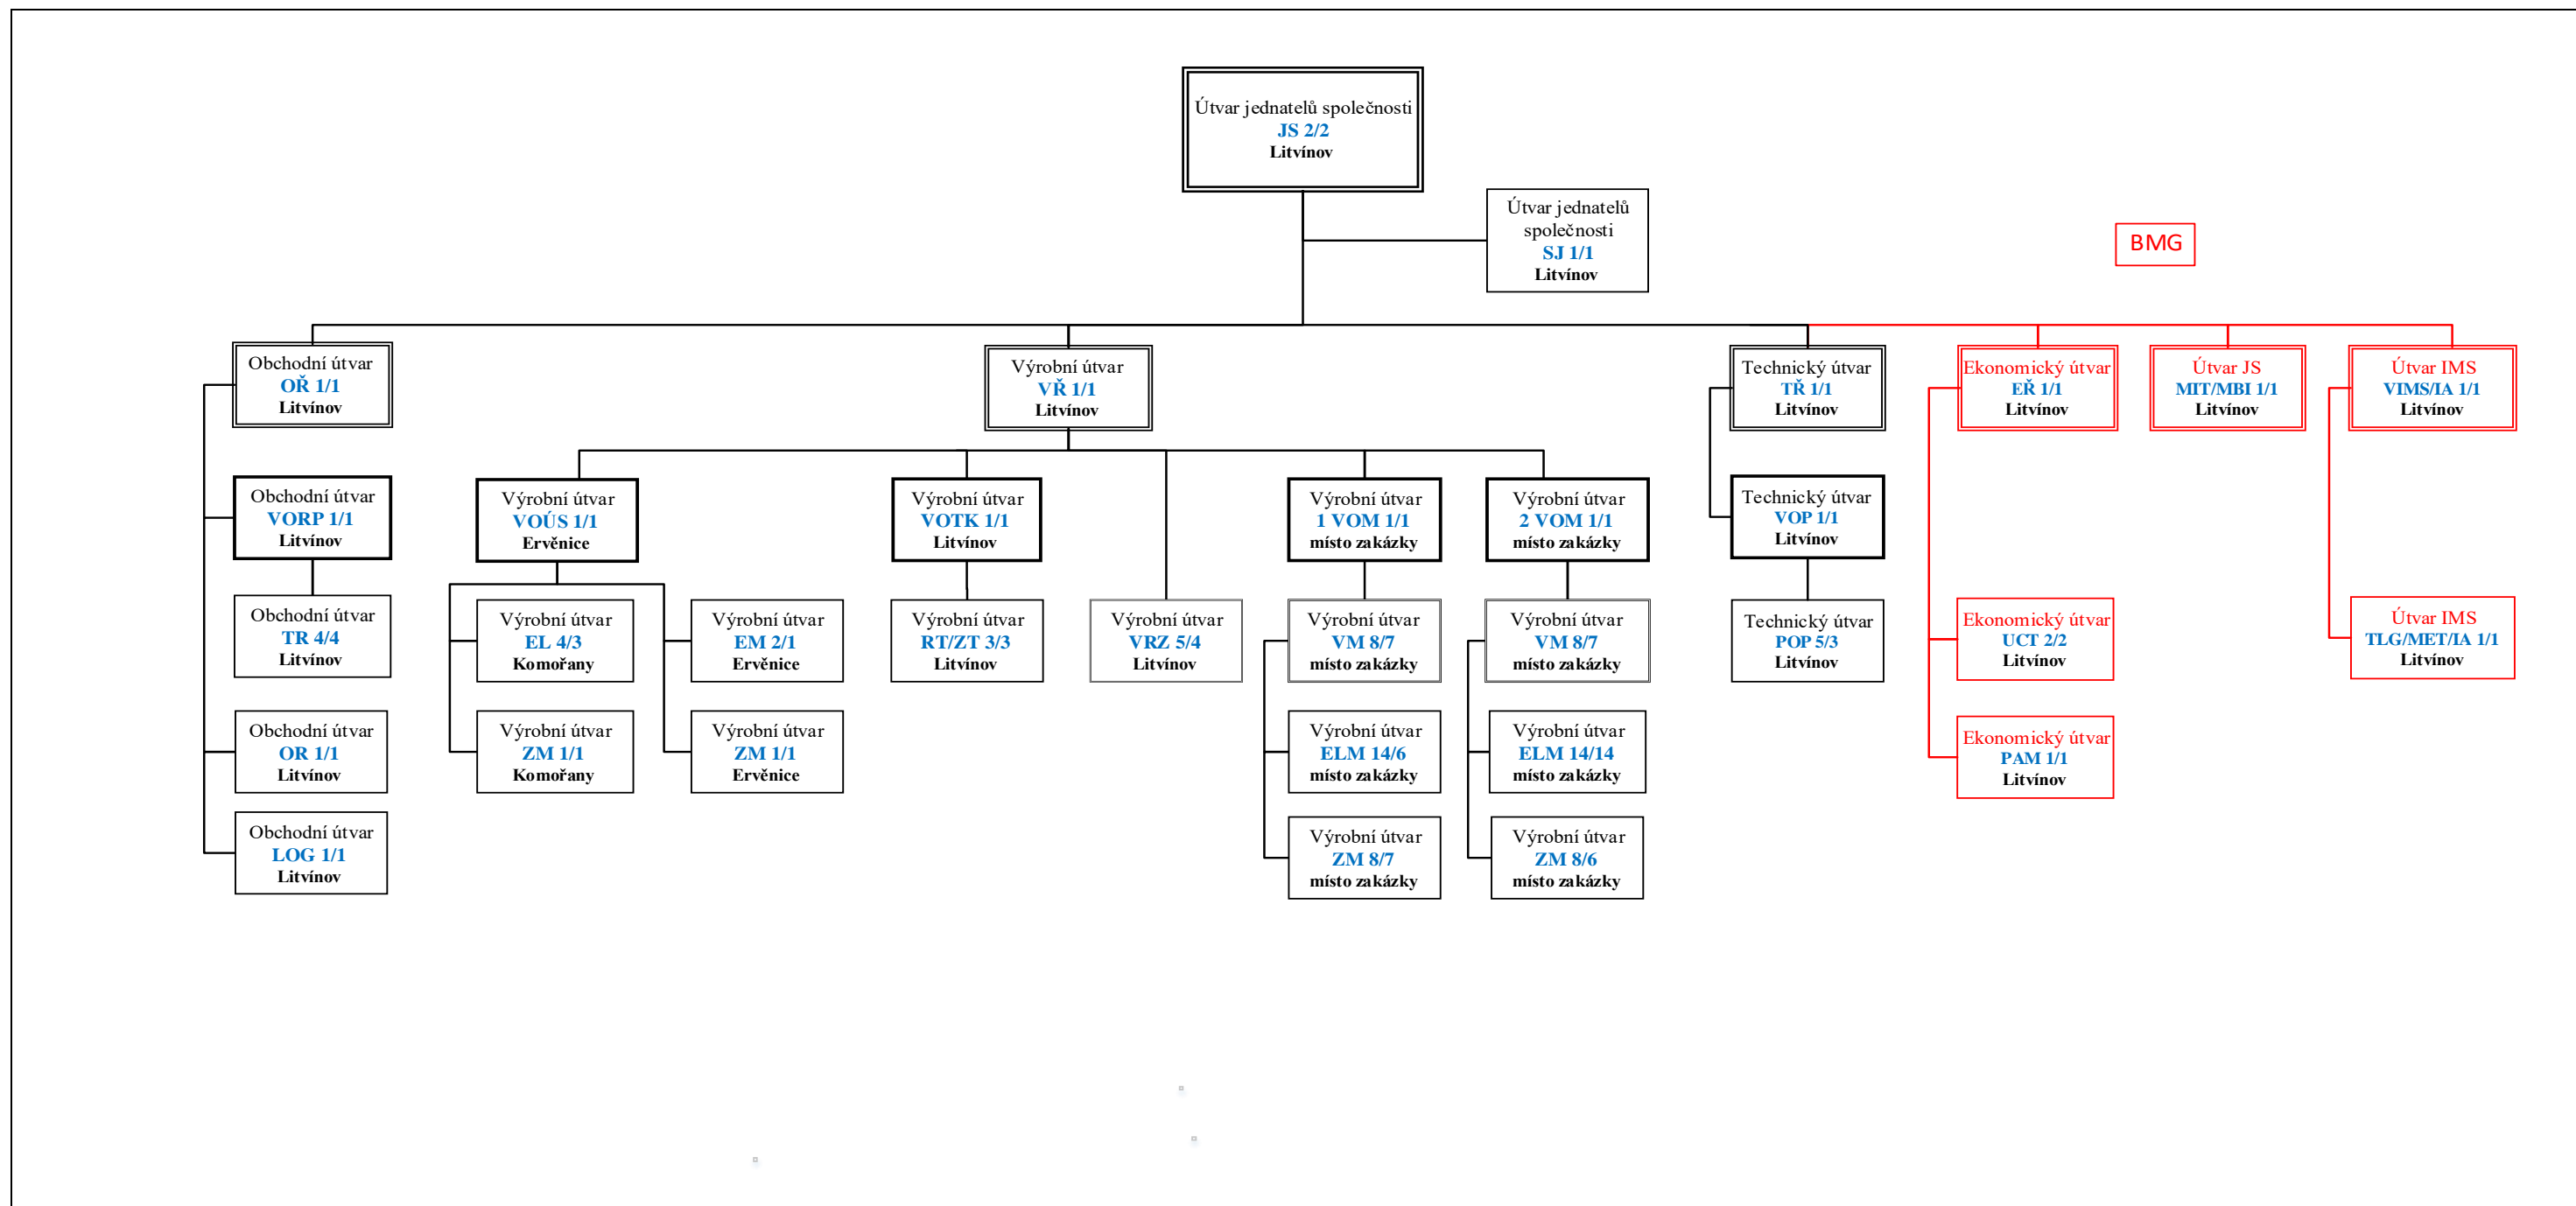 Útvar jednatelů společnosti
JS 2/2
Litvínov
Útvar jednatelů
společnosti
SJ 1/1
Litvínov
BMG
Obchodní útvar
OŘ 1/1
Litvínov
Výrobní útvar
VŘ 1/1
Litvínov
Technický útvar
TŘ 1/1
Litvínov
Ekonomický útvar
EŘ 1/1
Litvínov
Útvar JS
MIT/MBI 1/1
Litvínov
Útvar IMS
VIMS/IA 1/1
Litvínov
Obchodní útvar
VORP 1/1
Litvínov
Výrobní útvar
VOÚS 1/1
Ervěnice
Výrobní útvar
VOTK 1/1
Litvínov
Výrobní útvar
1 VOM 1/1
místo zakázky
Výrobní útvar
2 VOM 1/1
místo zakázky
Technický útvar
VOP 1/1
Litvínov
Obchodní útvar
TR 4/4
Litvínov
Výrobní útvar
EL 4/3
Komořany
Výrobní útvar
EM 2/1
Ervěnice
Výrobní útvar
RT/ZT 3/3
Litvínov
Výrobní útvar
VRZ 5/4
Litvínov
Výrobní útvar
VM 8/7
místo zakázky
Výrobní útvar
VM 8/7
místo zakázky
Technický útvar
POP 5/3
Litvínov
Ekonomický útvar
UCT 2/2
Litvínov
Útvar IMS
TLG/MET/IA 1/1
Litvínov
Obchodní útvar
OR 1/1
Litvínov
Výrobní útvar
ZM 1/1
Komořany
Výrobní útvar
ZM 1/1
Ervěnice
Výrobní útvar
ELM 14/6
místo zakázky
Výrobní útvar
ELM 14/14
místo zakázky
Ekonomický útvar
PAM 1/1
Litvínov
Obchodní útvar
LOG 1/1
Litvínov
Výrobní útvar
ZM 8/7
místo zakázky
Výrobní útvar
ZM 8/6
místo zakázky